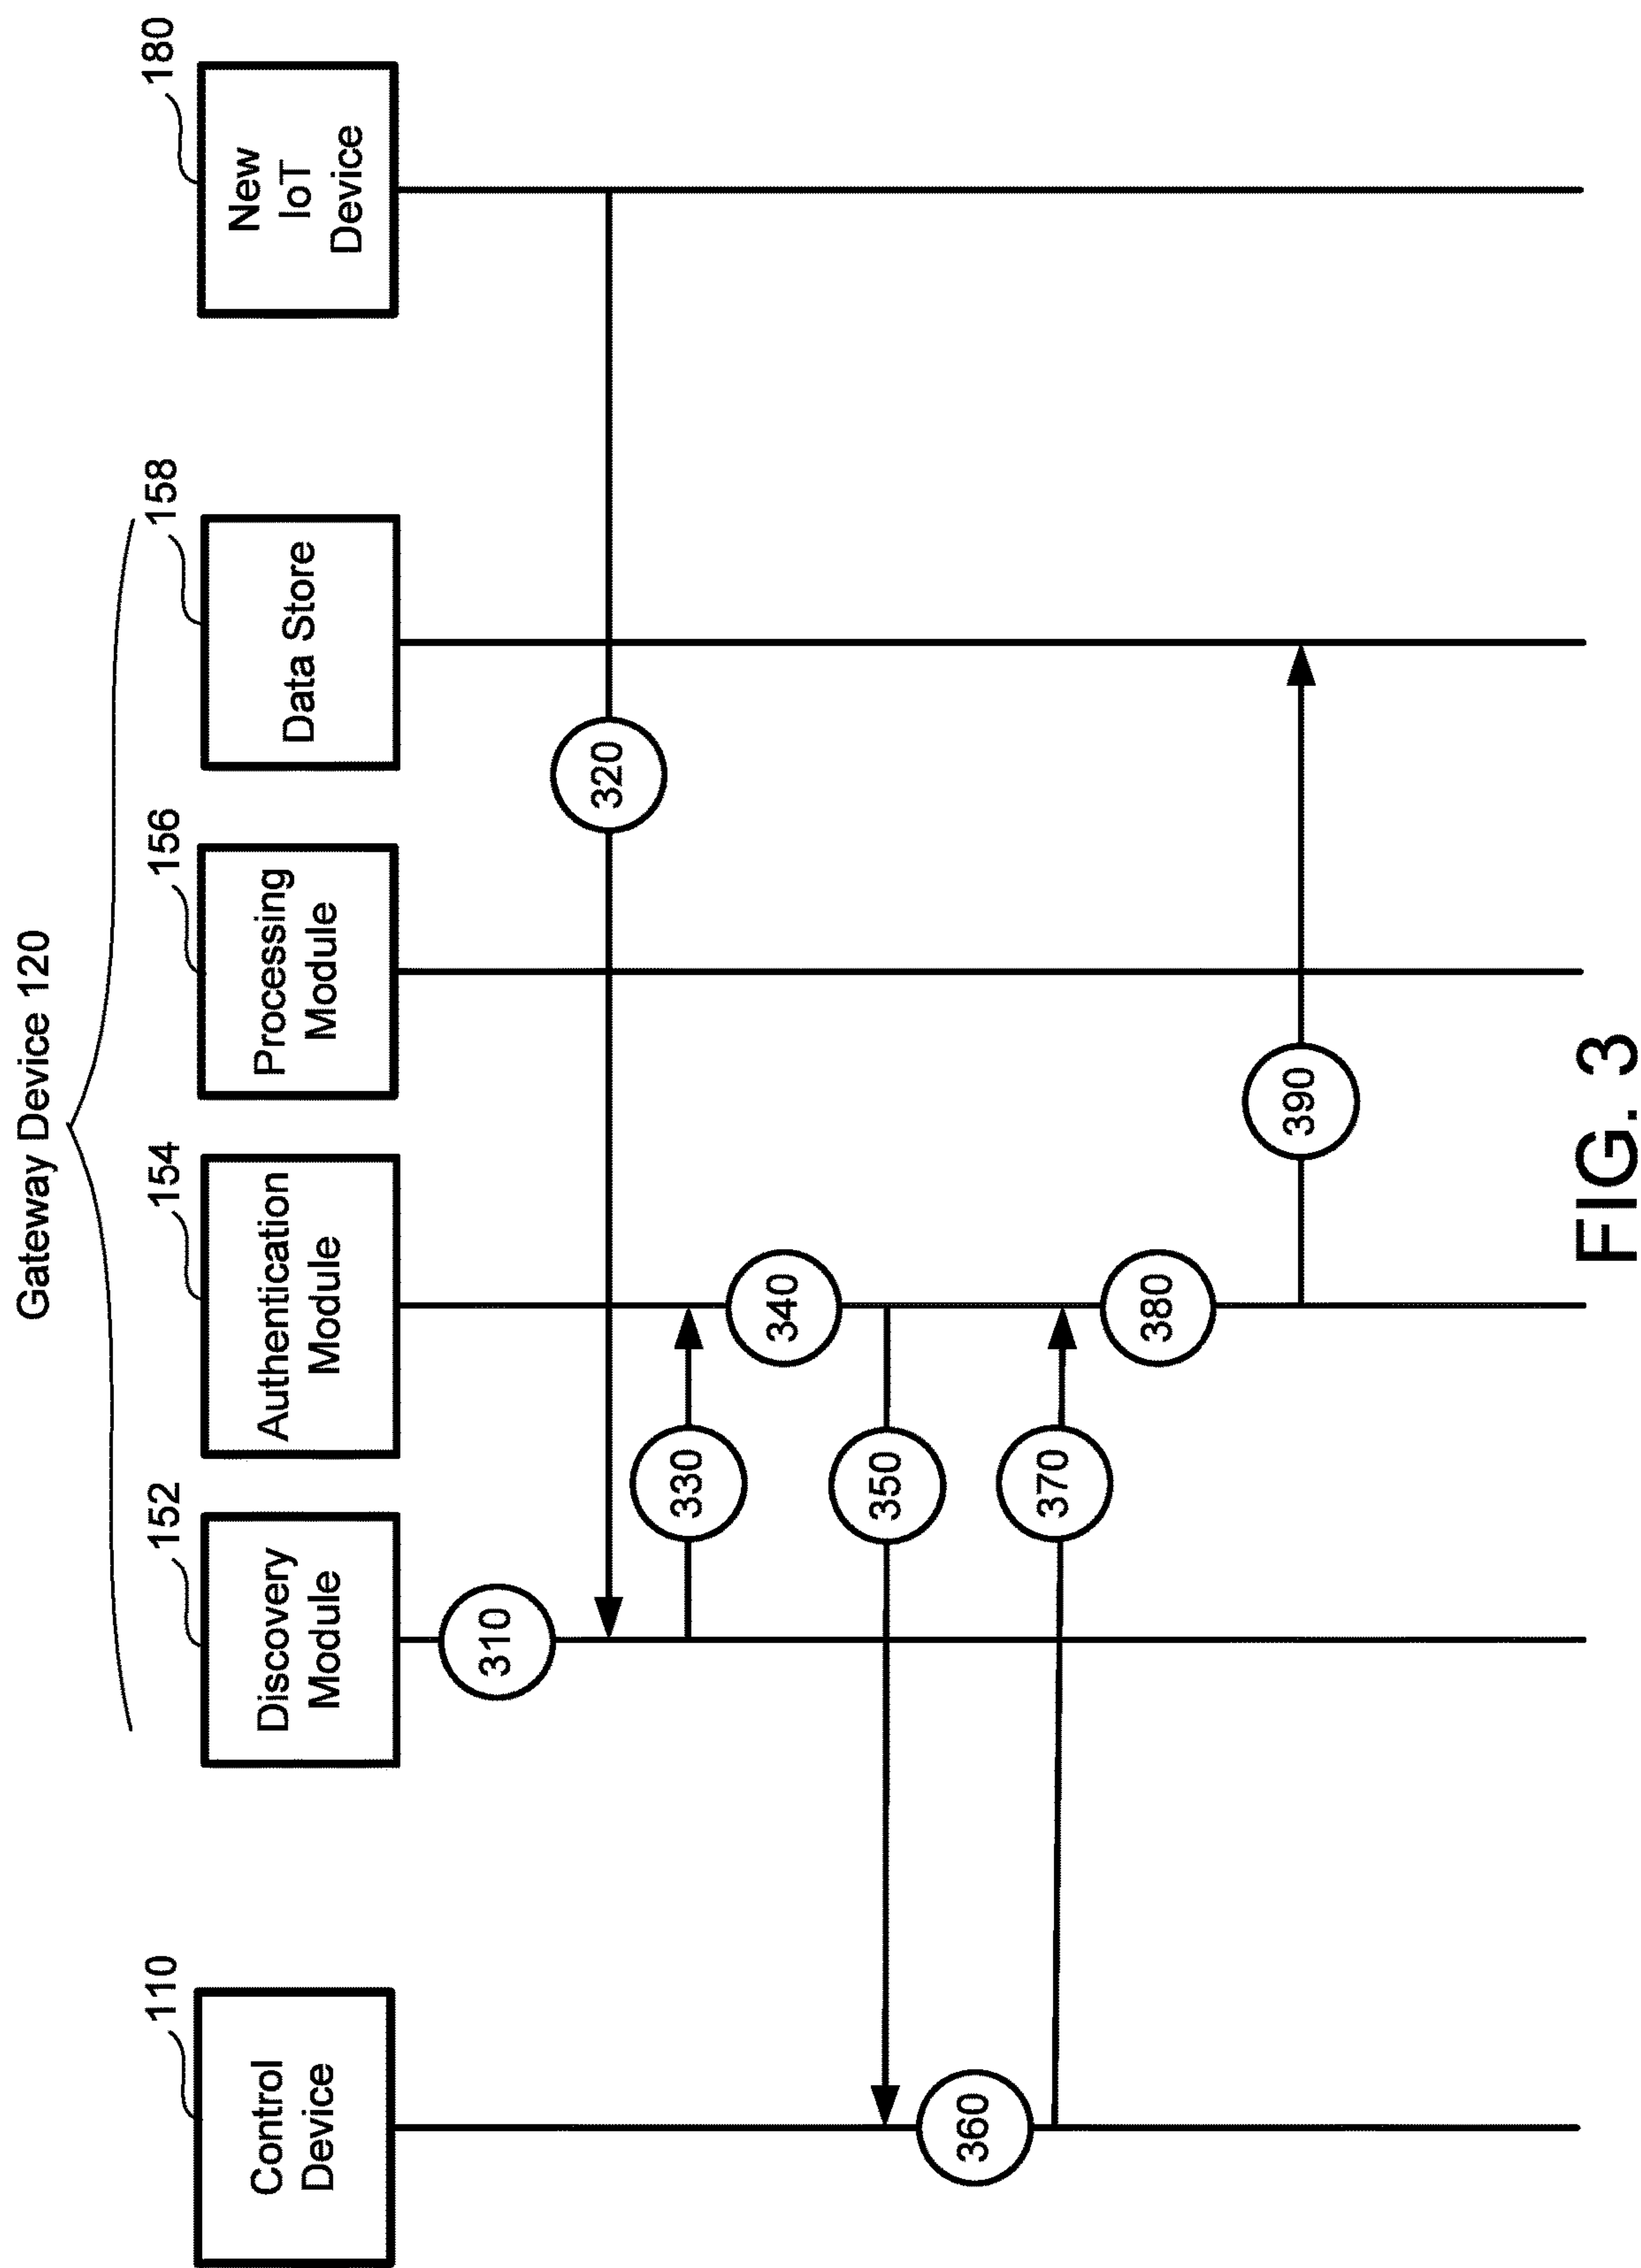 Gateway Device 120
110
152
154
156
158
180
Control
Device
Discovery
Module
Authentication
Module
Processing
Module
Data Store
New
IoT
Device
310
320
330
340
350
360
370
380
390
FIG. 3